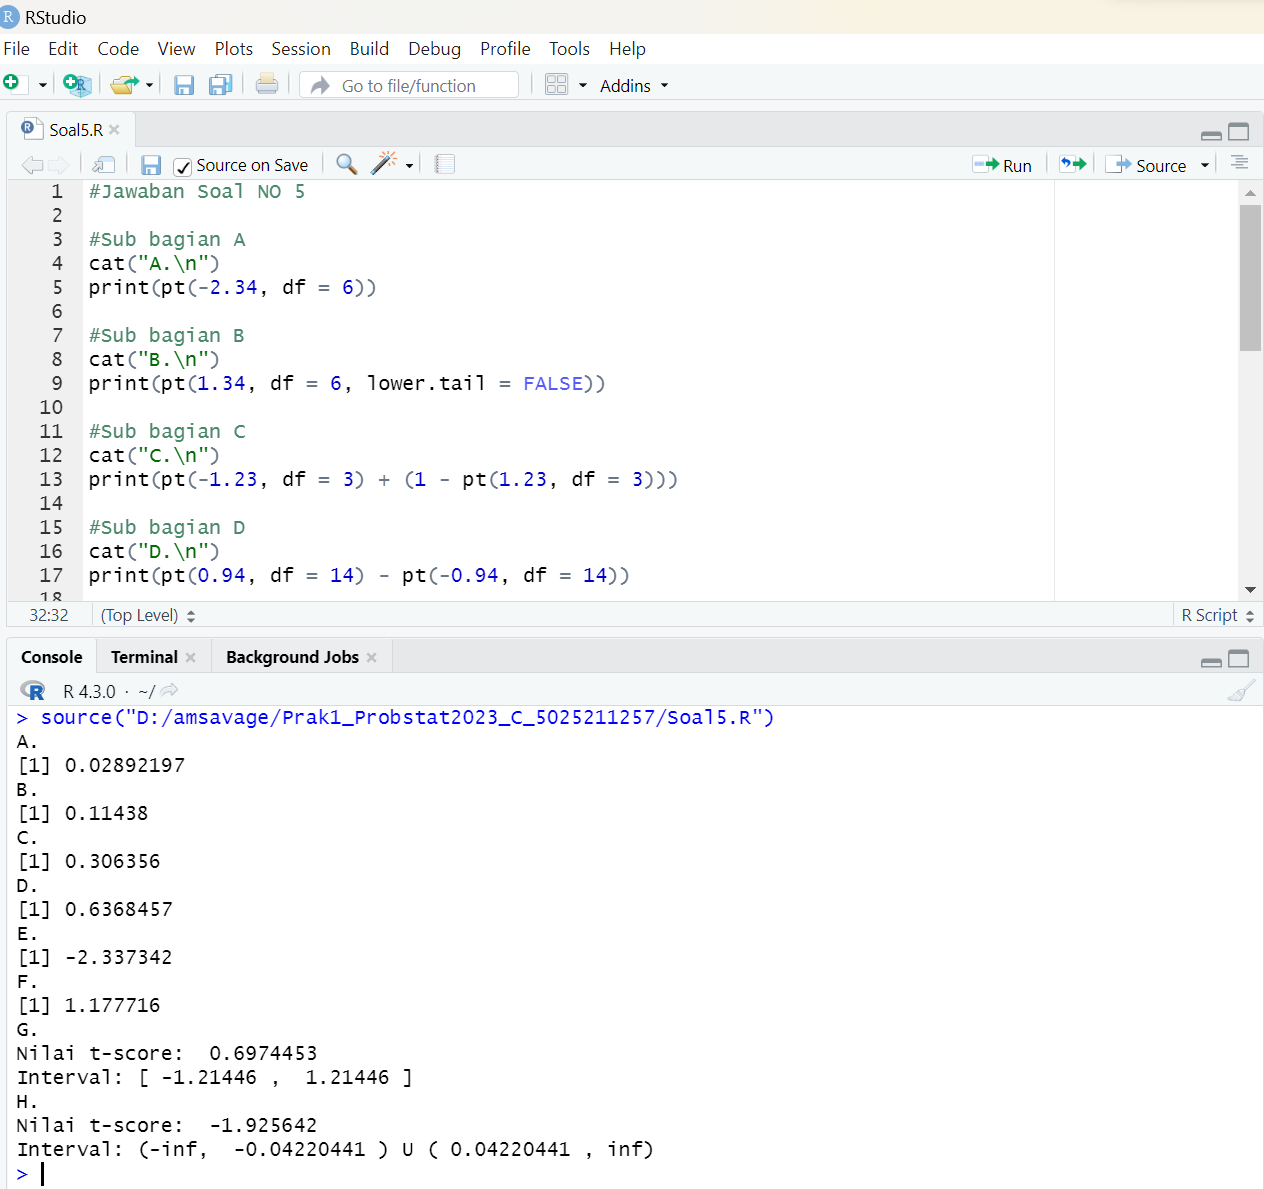 RStudio
File Edit Code View Plots Session Build Debug Profile Tools Help
Go to file/function Addins
Soal5.R
Source on Save Run Source
1 #Jawaban Soal NO 5
2
3 #Sub bagian A
4 cat("A.\n")
5 print(pt(-2.34, df = 6))
6
7 #Sub bagian B
8 cat("B.\n")
9 print(pt(1.34, df = 6, lower.tail = FALSE))
10
11 #Sub bagian C
12 cat("C.\n")
13 print(pt(-1.23, df = 3) + (1 - pt(1.23, df = 3)))
14
15 #Sub bagian D
16 cat("D.\n")
17 print(pt(0.94, df = 14) - pt(-0.94, df = 14))
18
32:32 (Top Level) R Script
Console Terminal Background Jobs
R 4.3.0 · ~/
> source("D:/amsavage/Prak1_Probstat2023_C_5025211257/Soal5.R")
A.
[1] 0.02892197
B.
[1] 0.11438
C.
[1] 0.306356
D.
[1] 0.6368457
E.
[1] -2.337342
F.
[1] 1.177716
G.
Nilai t-score:  0.6974453
Interval: [ -1.21446 ,  1.21446 ]
H.
Nilai t-score:  -1.925642
Interval: (-inf,  -0.04220441 ) U ( 0.04220441 , inf)
>